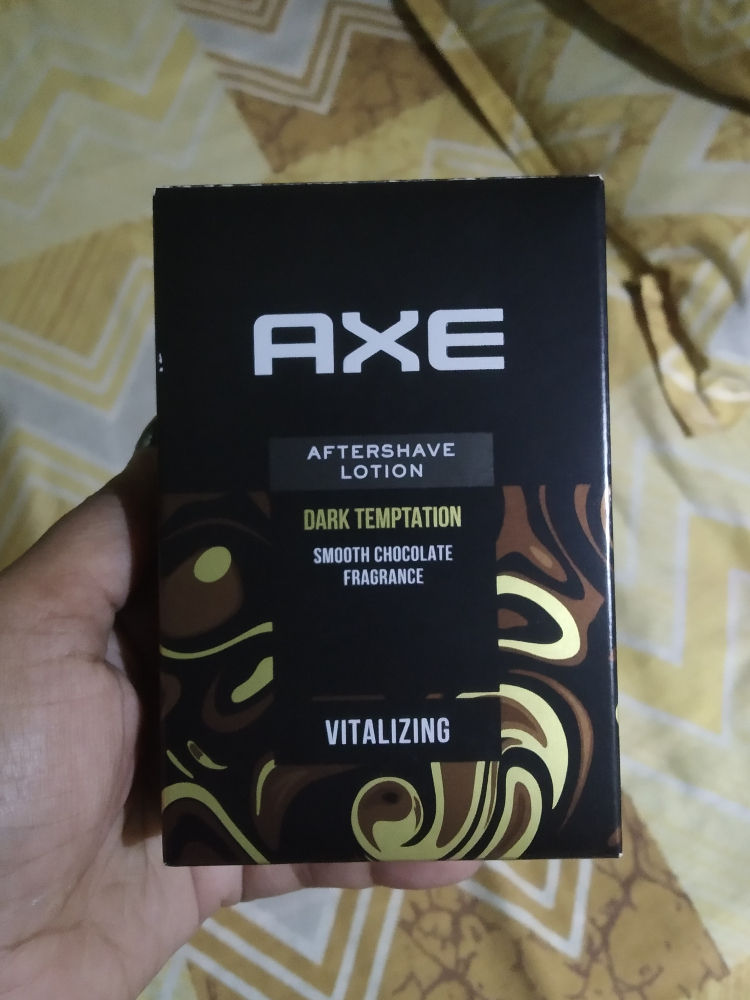 AXE
AFTERSHAVE
LOTION
DARK TEMPTATION
SMOOTH CHOCOLATE
FRAGRANCE
VITALIZING